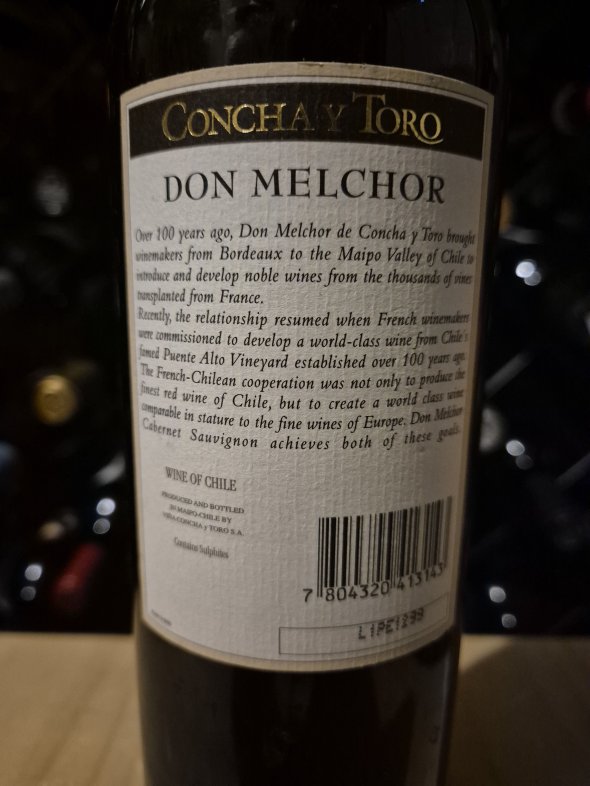 CONCHA Y TORO
DON MELCHOR
Over 100 years ago, Don Melchor de Concha y Toro brought
winemakers from Bordeaux to the Maipo Valley of Chile to
introduce and develop noble wines from the thousands of vines
transplanted from France.
Recently, the relationship resumed when French winemakers
were commissioned to develop a world-class wine from Chile's
famed Puente Alto Vineyard established over 100 years ago.
The French-Chilean cooperation was not only to produce the
finest red wine of Chile, but to create a world class wine
comparable in stature to the fine wines of Europe. Don Melchor
Cabernet Sauvignon achieves both of these goals.
WINE OF CHILE
PRODUCED AND BOTTLED
IN MAIPO-CHILE BY
VIÑA CONCHA y TORO S.A.
Contains Sulphites
7 804320 413143